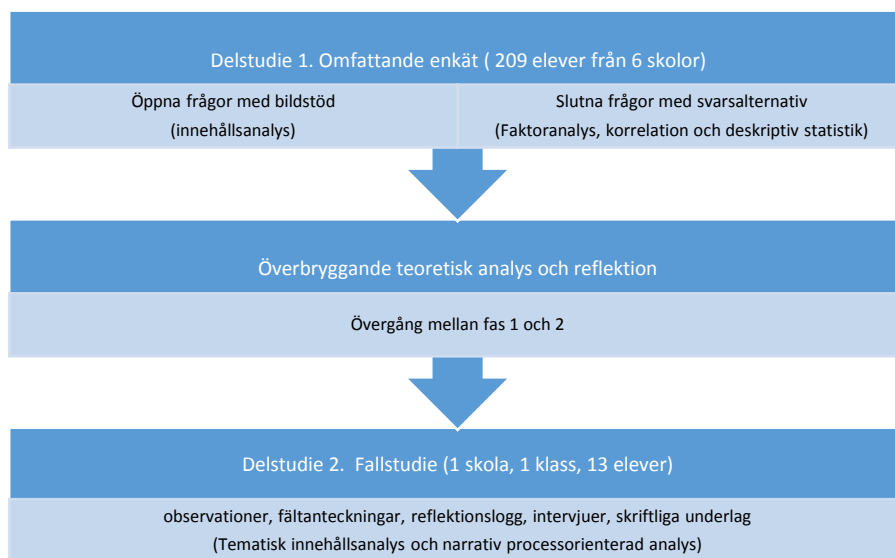 Delstudie 1. Omfattande enkät ( 209 elever från 6 skolor)
Öppna frågor med bildstöd
(innehållsanalys)
Slutna frågor med svarsalternativ
(Faktoranalys, korrelation och deskriptiv statistik)
Överbryggande teoretisk analys och reflektion
Övergång mellan fas 1 och 2
Delstudie 2. Fallstudie (1 skola, 1 klass, 13 elever)
observationer, fältanteckningar, reflektionslogg, intervjuer, skriftliga underlag
(Tematisk innehållsanalys och narrativ processorienterad analys)